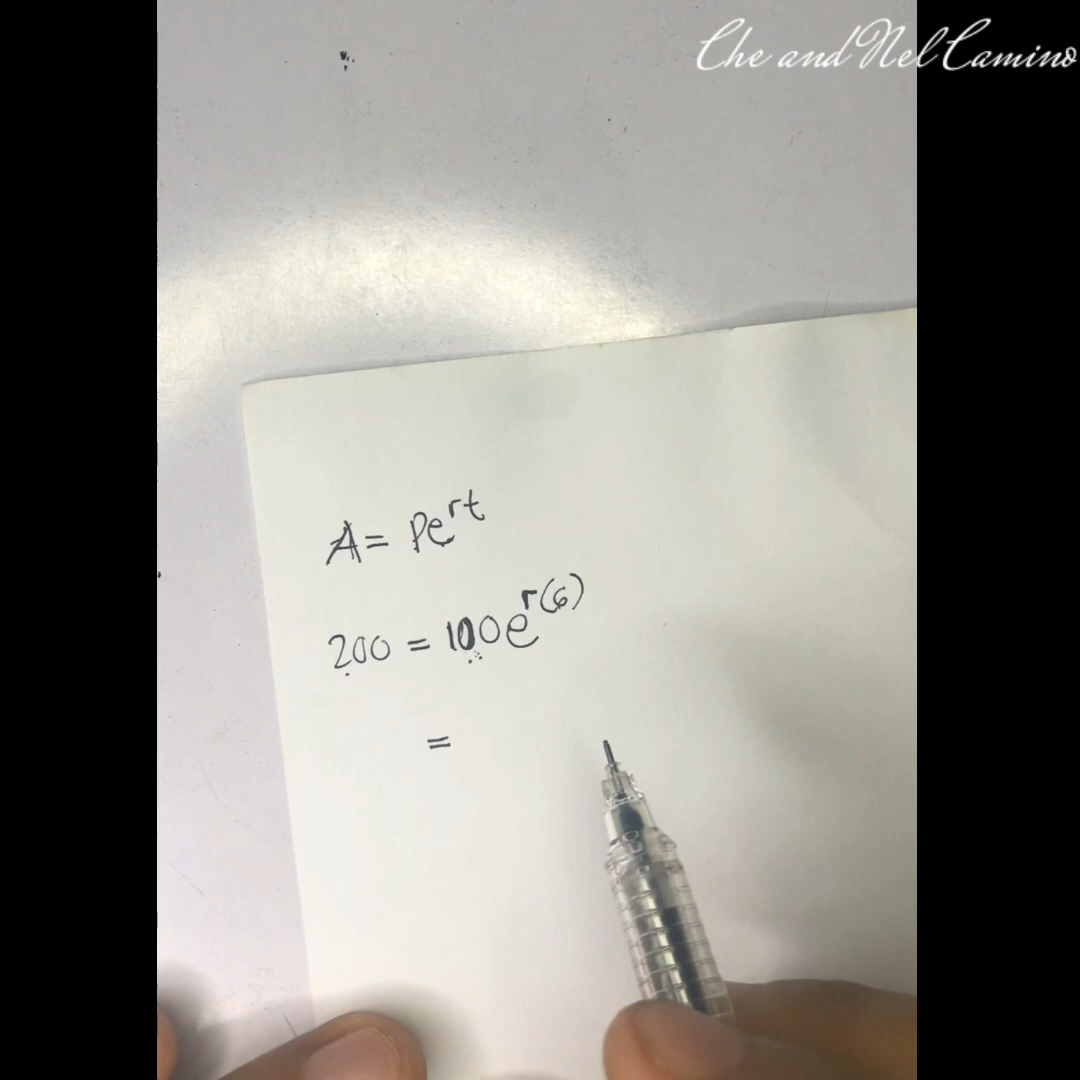 Che and Nel Camino
A = Pe^rt
200 = 100e^r(6)
=